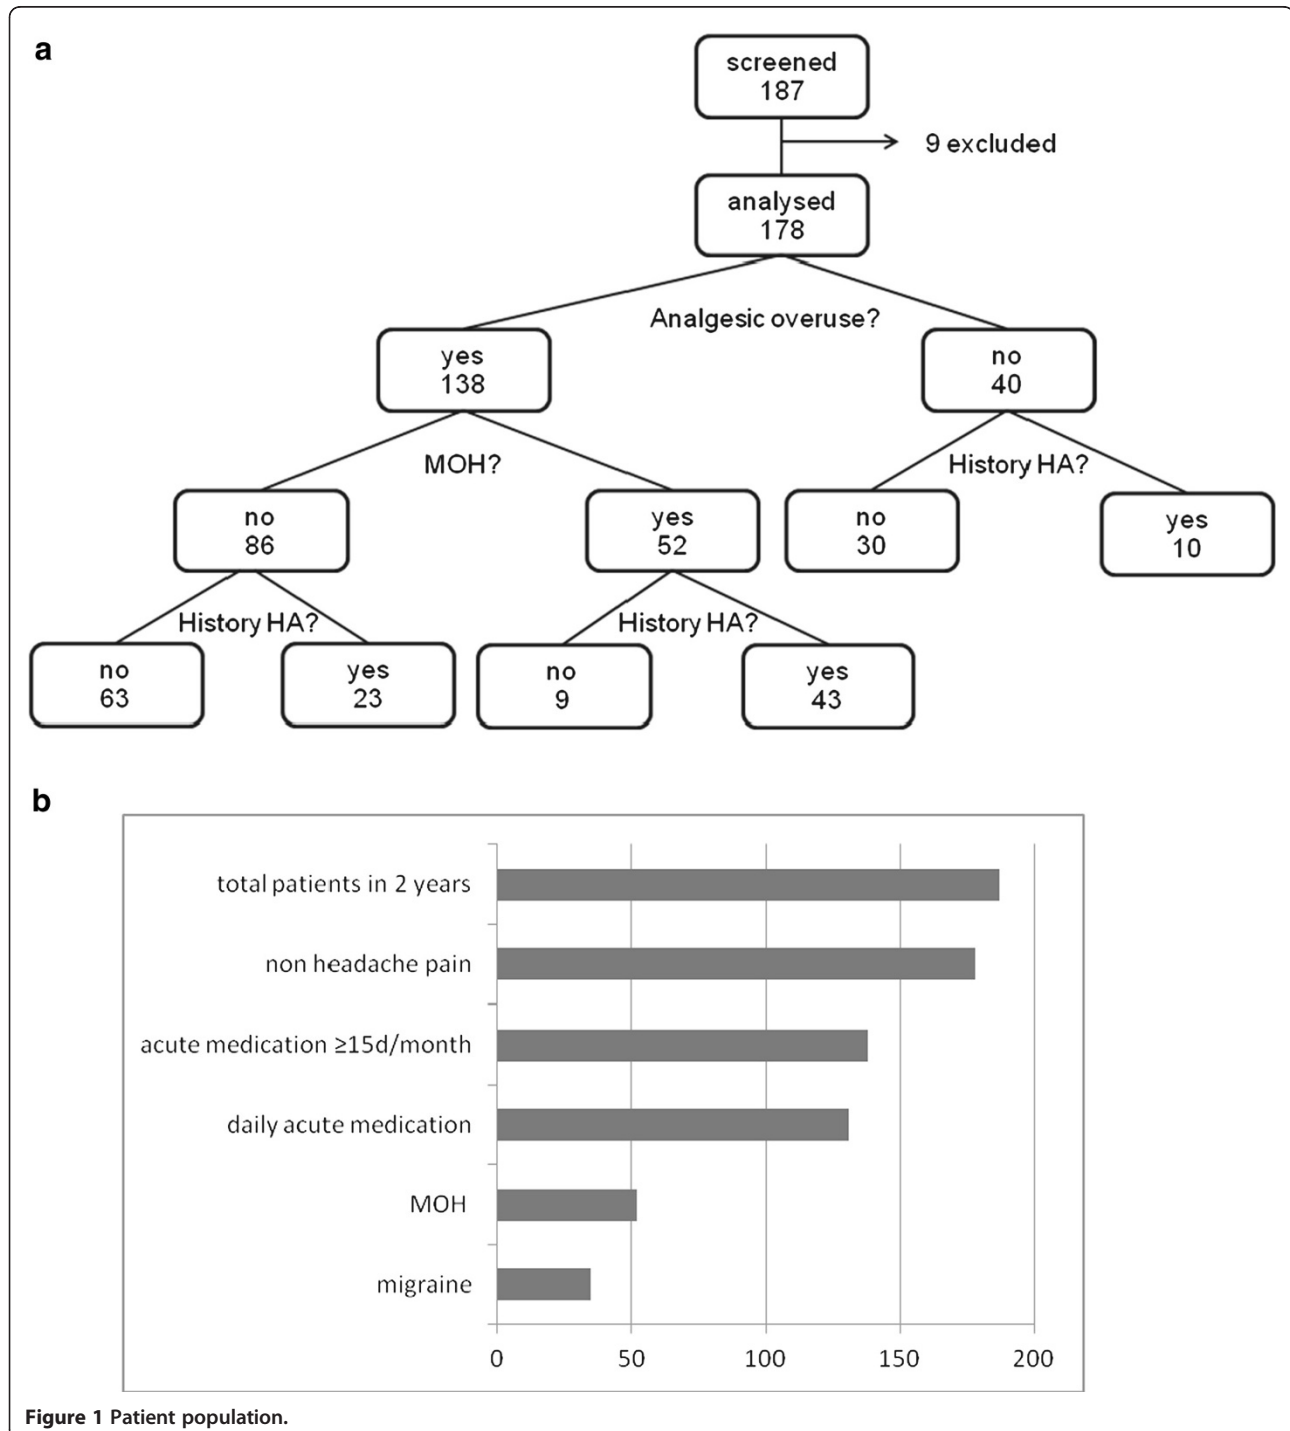 a
screened
187
9 excluded
analysed
178
Analgesic overuse?
yes
138
no
40
MOH?
History HA?
no
86
yes
52
no
30
yes
10
History HA?
History HA?
no
63
yes
23
no
9
yes
43
b
total patients in 2 years
non headache pain
acute medication ≥15d/month
daily acute medication
MOH
migraine
0 50 100 150 200
Figure 1 Patient population.